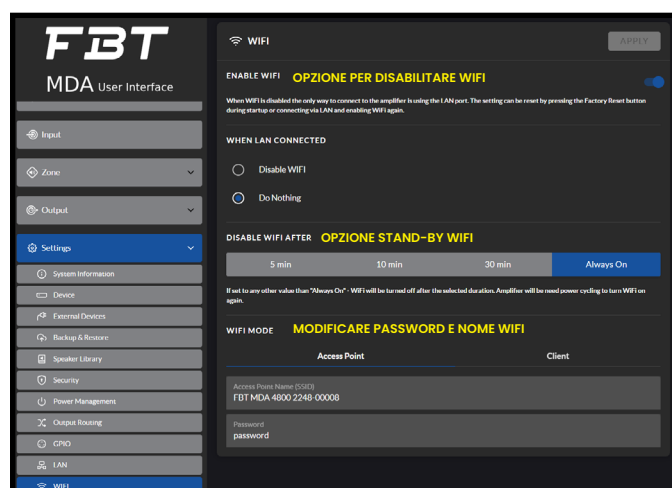 FBT
MDA User Interface
Input
Zone
Output
Settings
System Information
Device
External Devices
Backup & Restore
Speaker Library
Security
Power Management
Output Routing
GPIO
LAN
WIFI
WIFI
APPLY
ENABLE WIFI OPZIONE PER DISABILITARE WIFI
When WiFi is disabled the only way to connect to the amplifier is using the LAN port. The setting can be reset by pressing the Factory Reset button
during startup or connecting via LAN and enabling WiFi again.
WHEN LAN CONNECTED
Disable WIFI
Do Nothing
DISABLE WIFI AFTER OPZIONE STAND-BY WIFI
5 min 10 min 30 min Always On
If set to any other value than "Always On" - WiFi will be turned off after the selected duration. Amplifier will be need power cycling to turn WiFi on
again.
WIFI MODE MODIFICARE PASSWORD E NOME WIFI
Access Point Client
Access Point Name (SSID)
FBT MDA 4800 2248-00008
Password
password